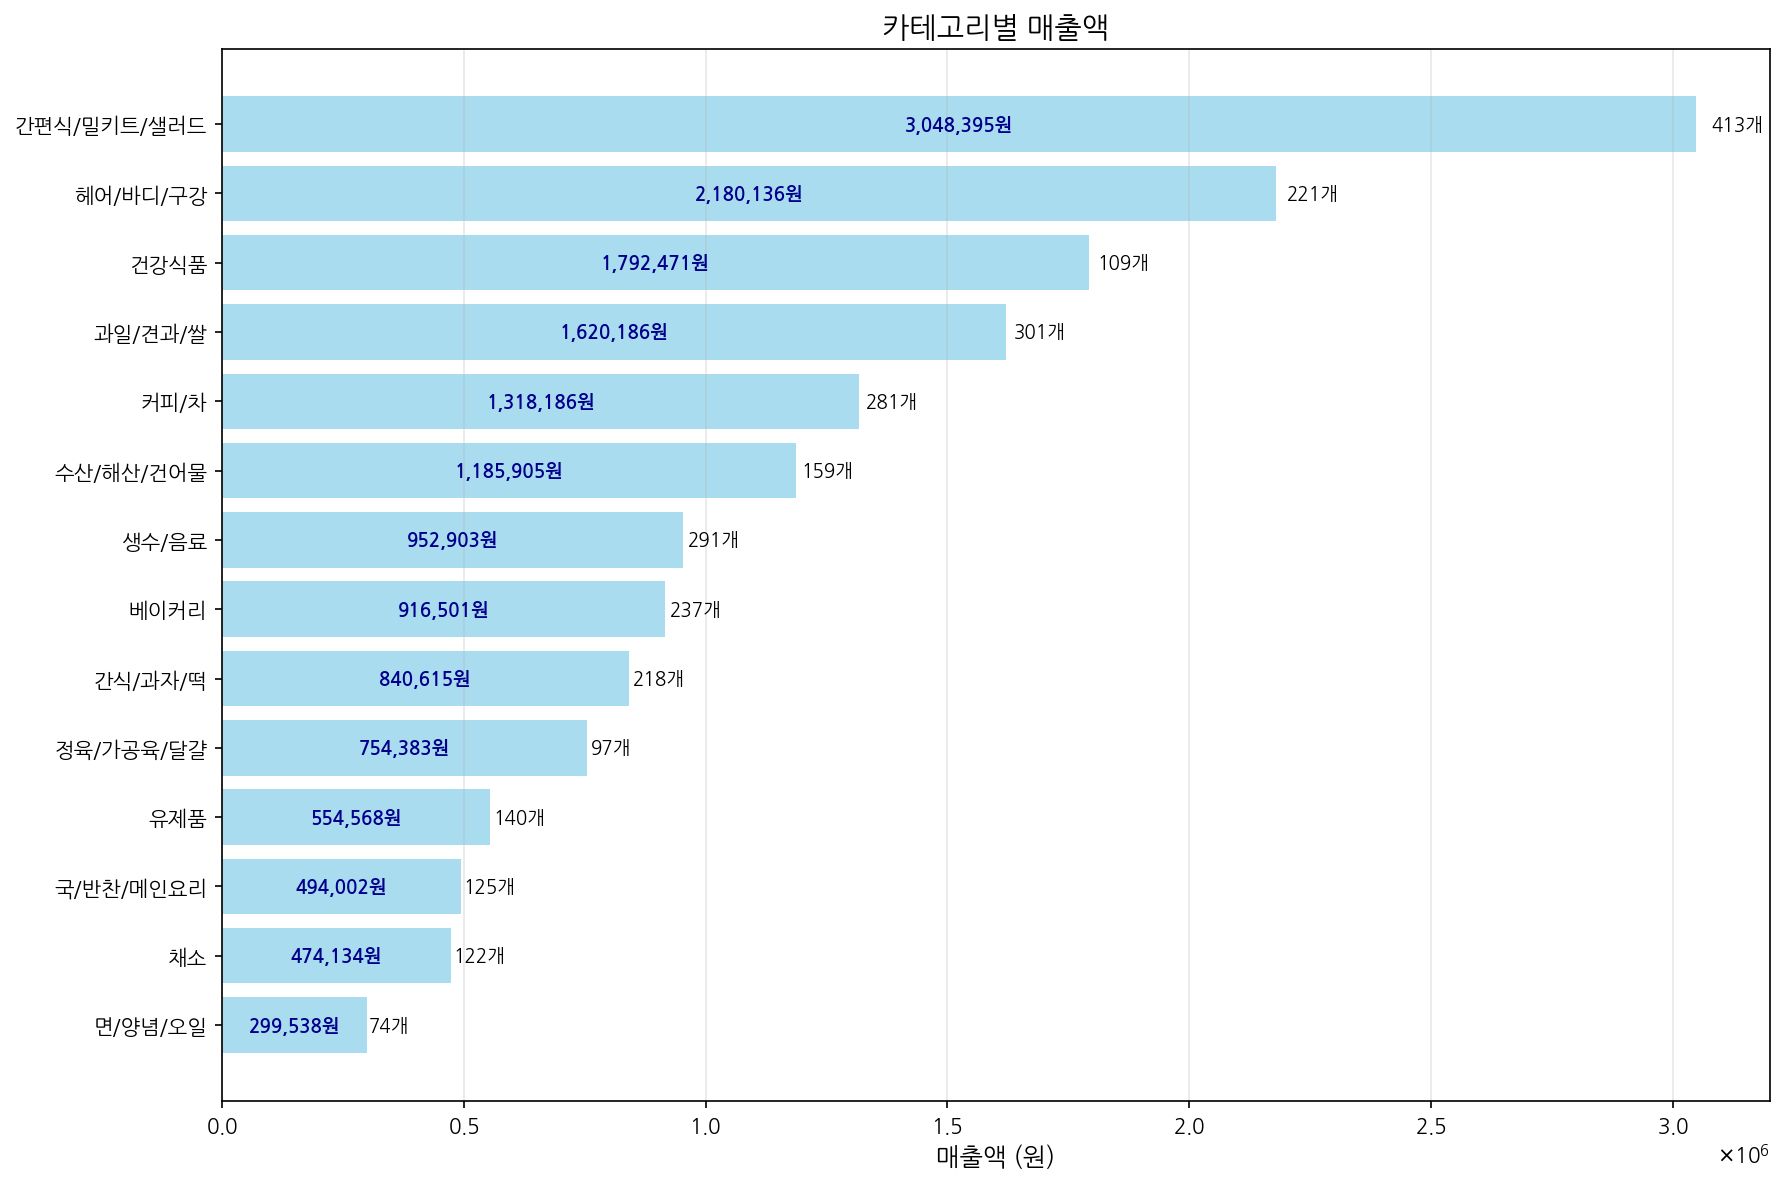 카테고리별 매출액
간편식/밀키트/샐러드 3,048,395원 413개
헤어/바디/구강 2,180,136원 221개
건강식품 1,792,471원 109개
과일/견과/쌀 1,620,186원 301개
커피/차 1,318,186원 281개
수산/해산/건어물 1,185,905원 159개
생수/음료 952,903원 291개
베이커리 916,501원 237개
간식/과자/떡 840,615원 218개
정육/가공육/달걀 754,383원 97개
유제품 554,568원 140개
국/반찬/메인요리 494,002원 125개
채소 474,134원 122개
면/양념/오일 299,538원 74개
0.0 0.5 1.0 1.5 2.0 2.5 3.0
매출액 (원) ×10⁶